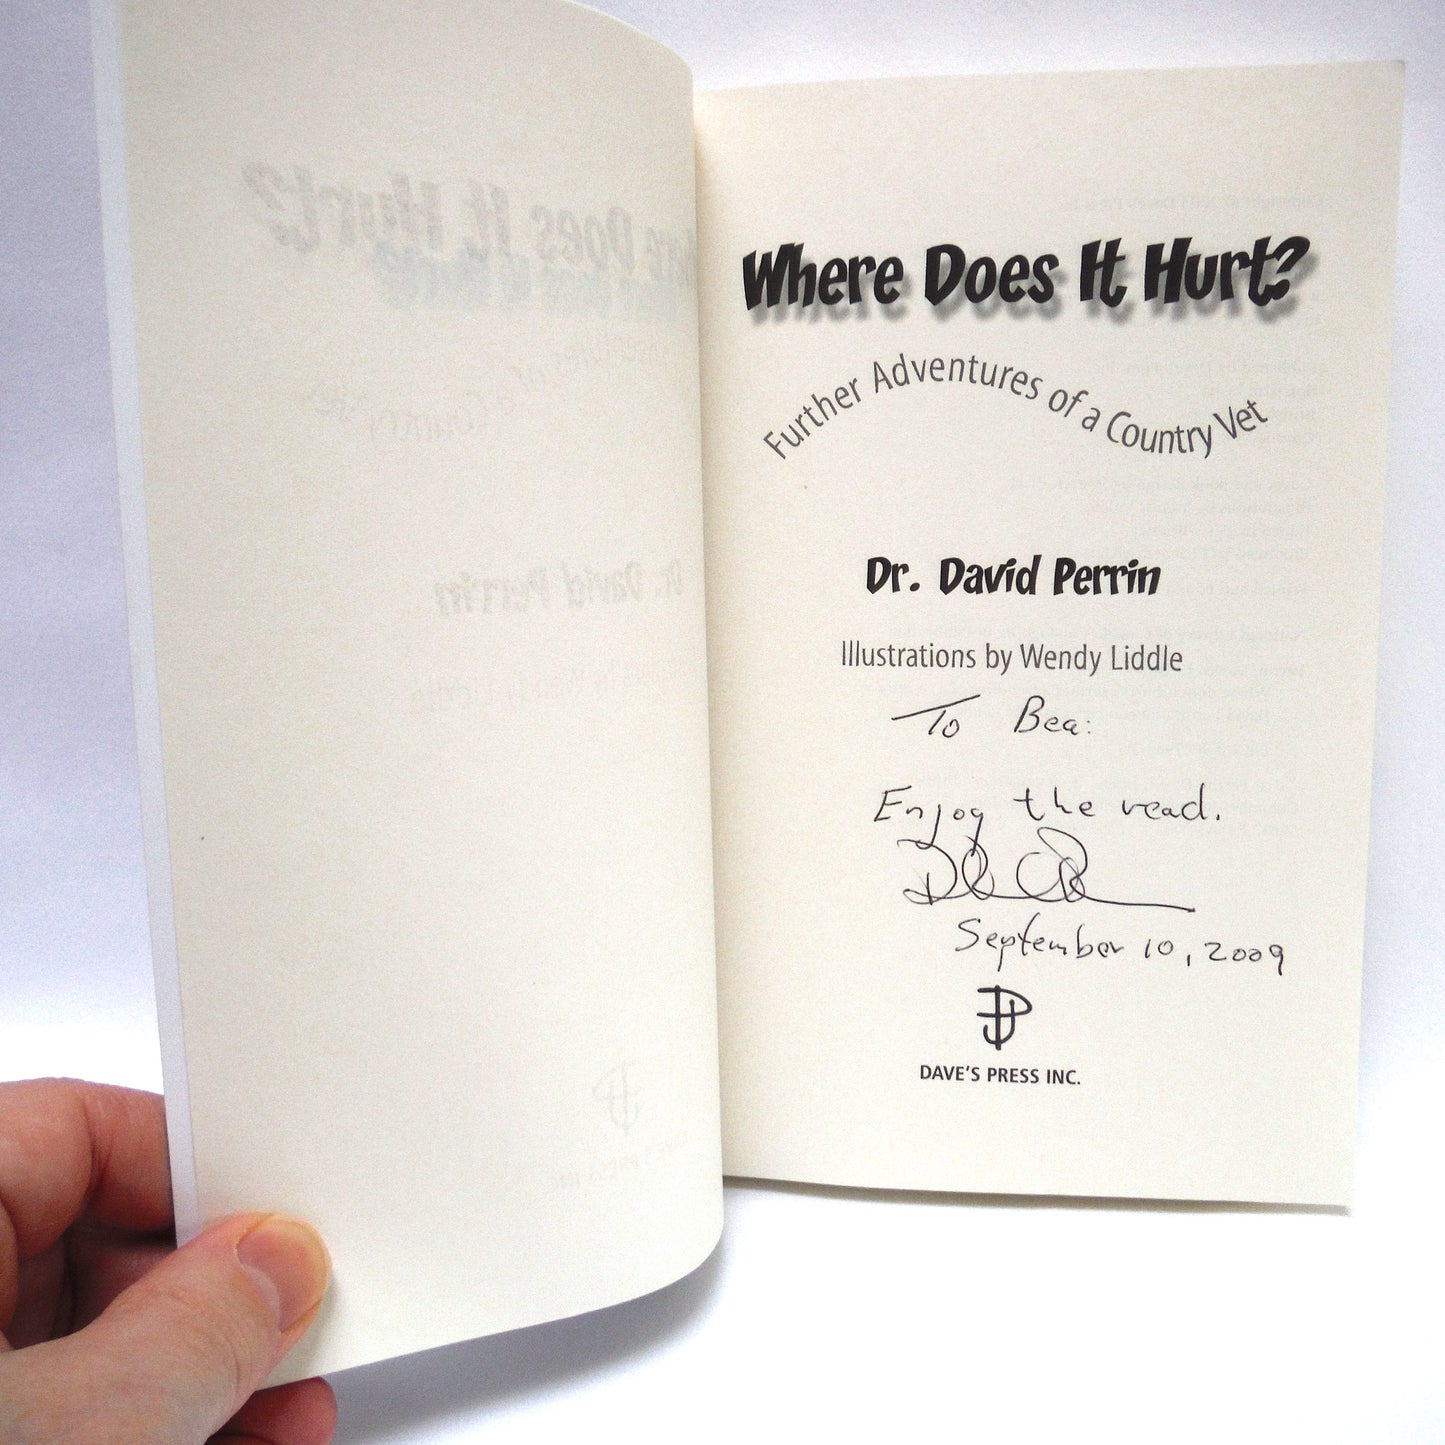 Where Does It Hurt?
Further Adventures of a Country Vet
Dr. David Perrin
Illustrations by Wendy Liddle
To Bea:
Enjoy the read.
September 10, 2009
DAVE'S PRESS INC.